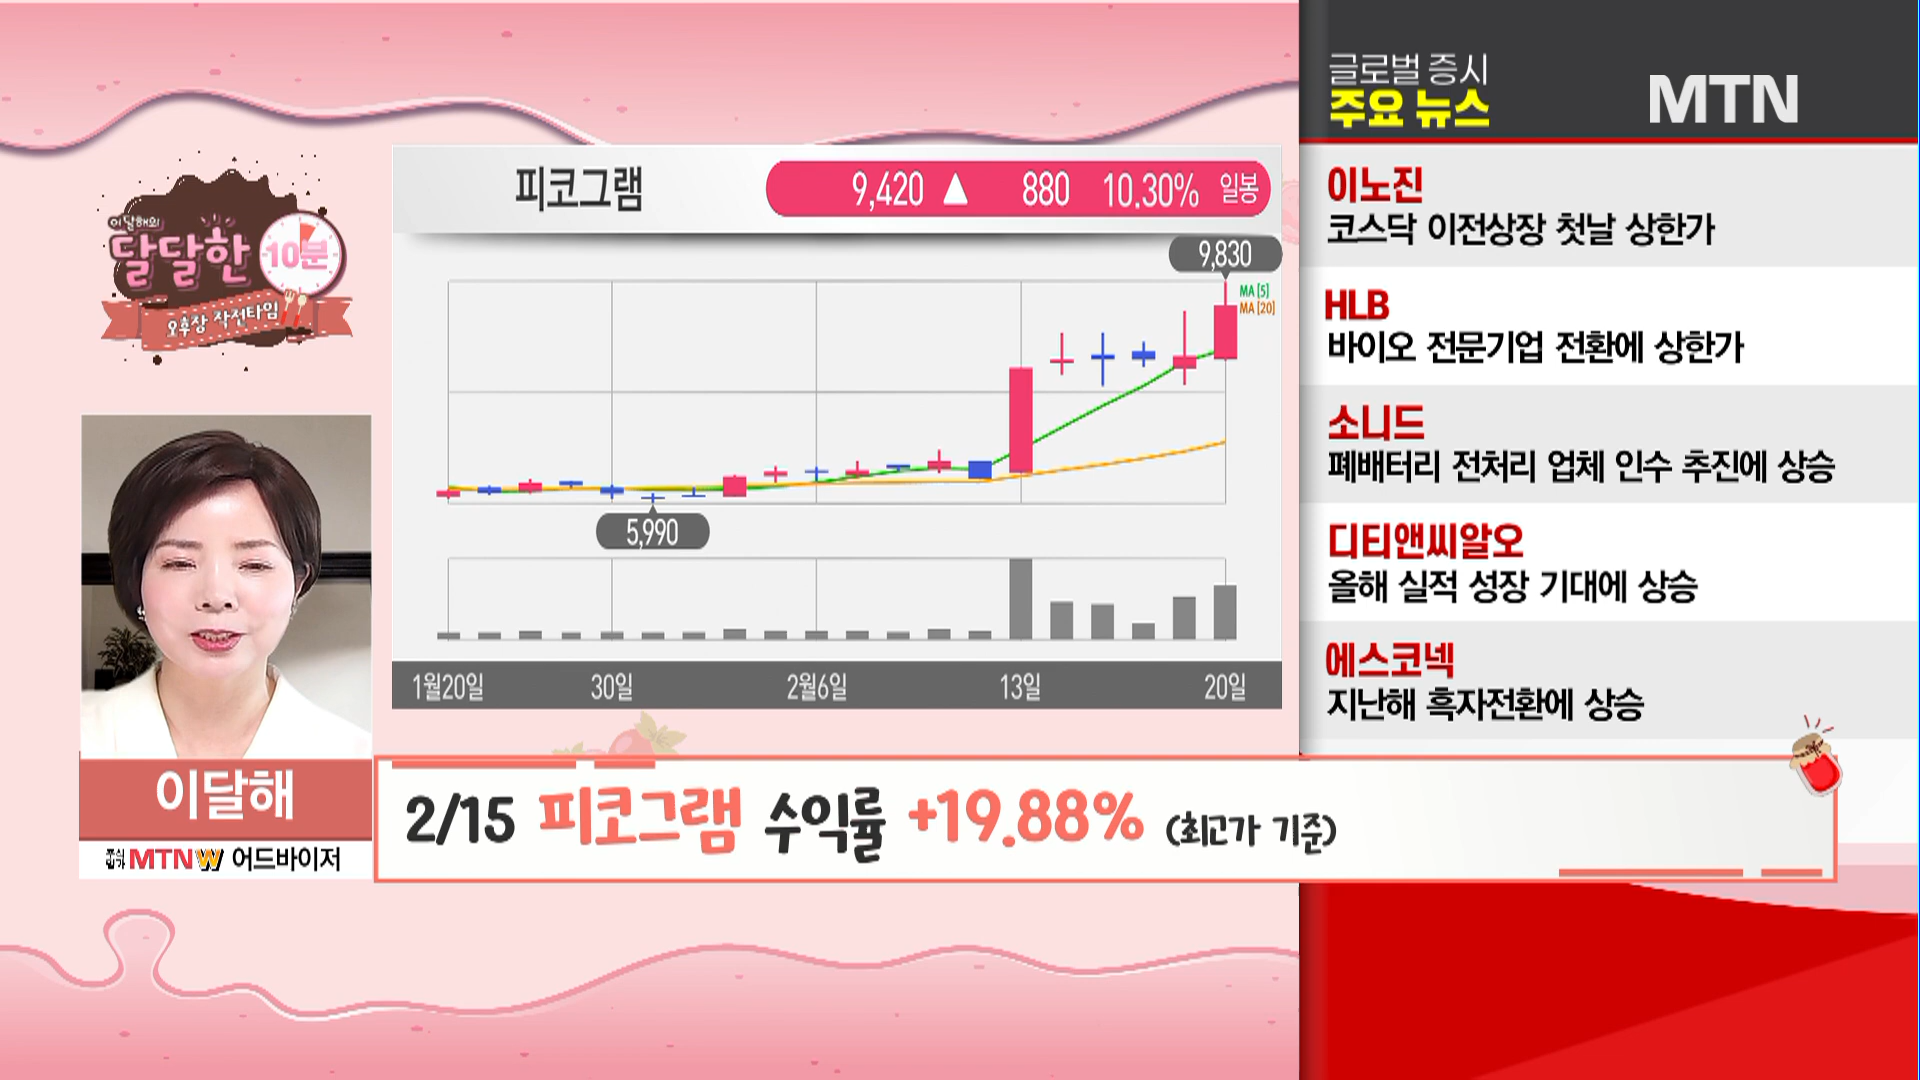 이달해의
달달한
10분
오후장 작전타임
피코그램
9,420 ▲ 880 10.30% 일봉
9,830
MA [5]
MA [20]
5,990
1월20일 30일 2월6일 13일 20일
이달해
MTNW 어드바이저
2/15 피코그램 수익률 +19.88% (최고가 기준)
글로벌 증시
주요 뉴스
MTN
이노진
코스닥 이전상장 첫날 상한가
HLB
바이오 전문기업 전환에 상한가
소니드
폐배터리 전처리 업체 인수 추진에 상승
디티앤씨알오
올해 실적 성장 기대에 상승
에스코넥
지난해 흑자전환에 상승